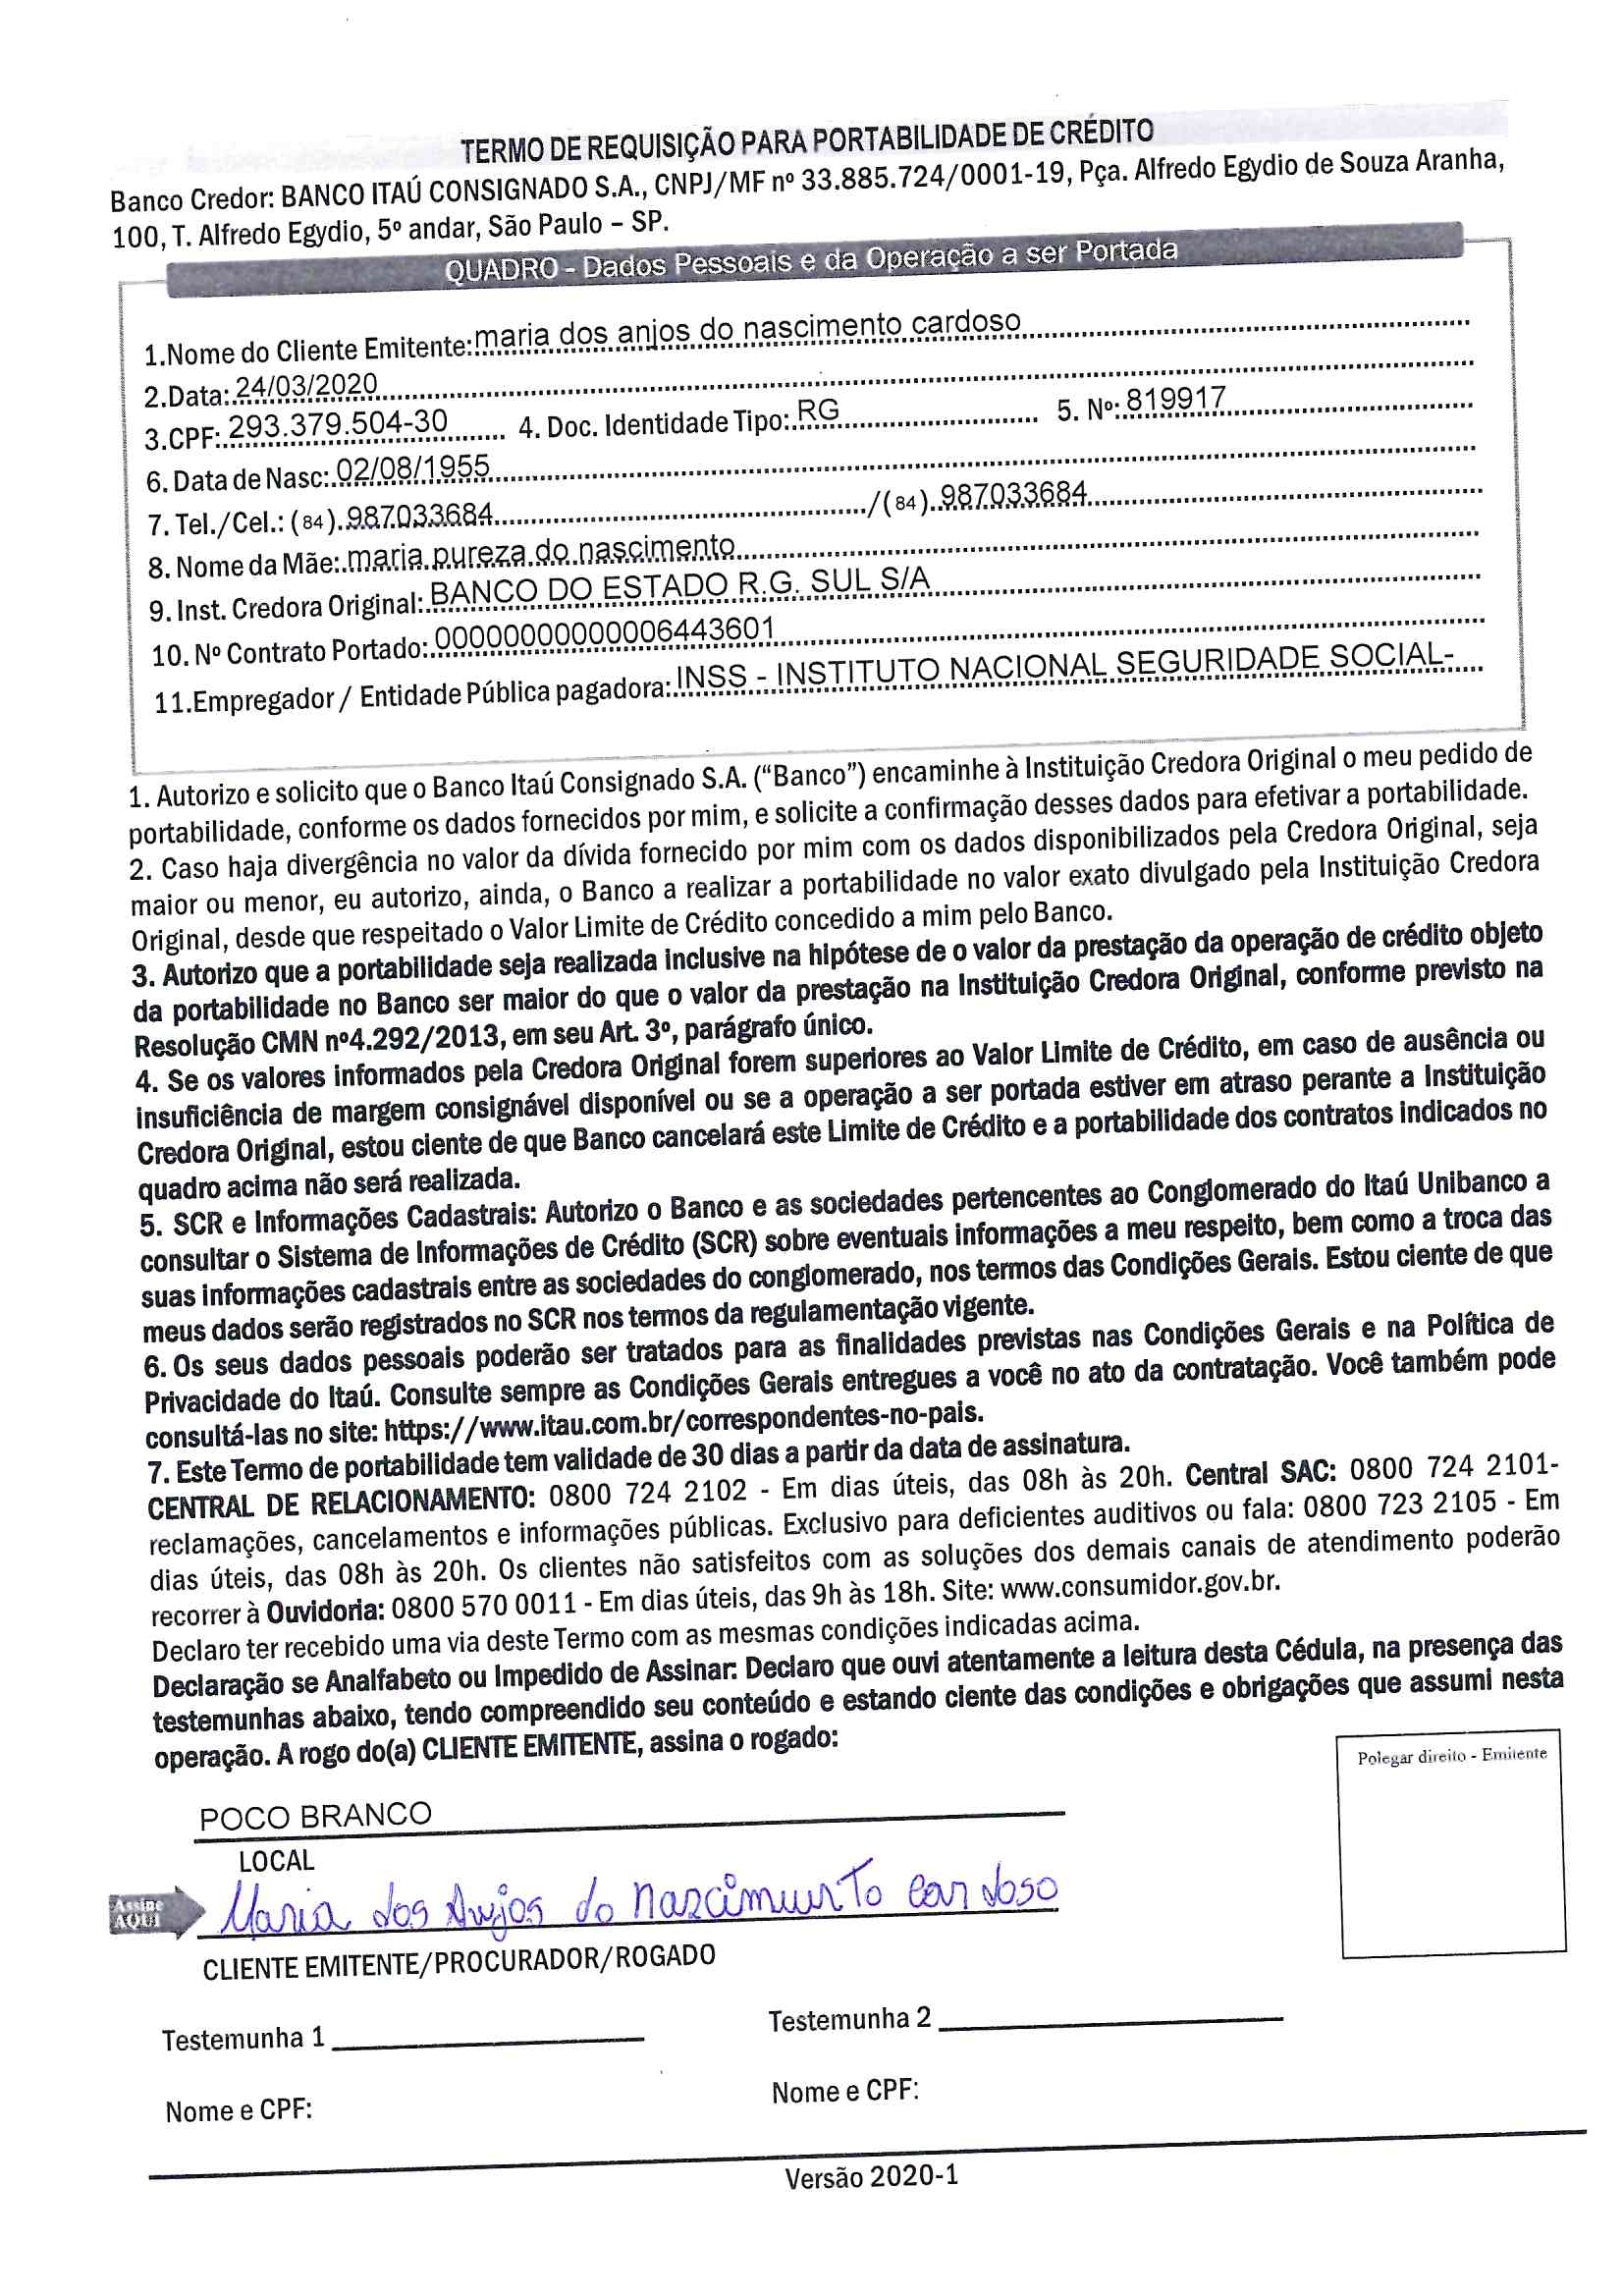 TERMO DE REQUISIÇÃO PARA PORTABILIDADE DE CRÉDITO
Banco Credor: BANCO ITAÚ CONSIGNADO S.A., CNPJ/MF nº 33.885.724/0001-19, Pça. Alfredo Egydio de Souza Aranha,
100, T. Alfredo Egydio, 5º andar, São Paulo – SP.
QUADRO - Dados Pessoais e da Operação a ser Portada
1.Nome do Cliente Emitente: maria dos anjos do nascimento cardoso
2.Data: 24/03/2020
3.CPF: 293.379.504-30 4. Doc. Identidade Tipo: RG 5. Nº: 819917
6. Data de Nasc: 02/08/1955
7. Tel./Cel.: (84) 987033684 /(84) 987033684
8. Nome da Mãe: maria pureza do nascimento
9. Inst. Credora Original: BANCO DO ESTADO R.G. SUL S/A
10. Nº Contrato Portado: 00000000000006443601
11.Empregador / Entidade Pública pagadora: INSS - INSTITUTO NACIONAL SEGURIDADE SOCIAL-
1. Autorizo e solicito que o Banco Itaú Consignado S.A. (“Banco”) encaminhe à Instituição Credora Original o meu pedido de
portabilidade, conforme os dados fornecidos por mim, e solicite a confirmação desses dados para efetivar a portabilidade.
2. Caso haja divergência no valor da dívida fornecido por mim com os dados disponibilizados pela Credora Original, seja
maior ou menor, eu autorizo, ainda, o Banco a realizar a portabilidade no valor exato divulgado pela Instituição Credora
Original, desde que respeitado o Valor Limite de Crédito concedido a mim pelo Banco.
3. Autorizo que a portabilidade seja realizada inclusive na hipótese de o valor da prestação da operação de crédito objeto
da portabilidade no Banco ser maior do que o valor da prestação na Instituição Credora Original, conforme previsto na
Resolução CMN nº4.292/2013, em seu Art. 3º, parágrafo único.
4. Se os valores informados pela Credora Original forem superiores ao Valor Limite de Crédito, em caso de ausência ou
insuficiência de margem consignável disponível ou se a operação a ser portada estiver em atraso perante a Instituição
Credora Original, estou ciente de que Banco cancelará este Limite de Crédito e a portabilidade dos contratos indicados no
quadro acima não será realizada.
5. SCR e Informações Cadastrais: Autorizo o Banco e as sociedades pertencentes ao Conglomerado do Itaú Unibanco a
consultar o Sistema de Informações de Crédito (SCR) sobre eventuais informações a meu respeito, bem como a troca das
suas informações cadastrais entre as sociedades do conglomerado, nos termos das Condições Gerais. Estou ciente de que
meus dados serão registrados no SCR nos termos da regulamentação vigente.
6. Os seus dados pessoais poderão ser tratados para as finalidades previstas nas Condições Gerais e na Política de
Privacidade do Itaú. Consulte sempre as Condições Gerais entregues a você no ato da contratação. Você também pode
consultá-las no site: https://www.itau.com.br/correspondentes-no-pais.
7. Este Termo de portabilidade tem validade de 30 dias a partir da data de assinatura.
CENTRAL DE RELACIONAMENTO: 0800 724 2102 - Em dias úteis, das 08h às 20h. Central SAC: 0800 724 2101-
reclamações, cancelamentos e informações públicas. Exclusivo para deficientes auditivos ou fala: 0800 723 2105 - Em
dias úteis, das 08h às 20h. Os clientes não satisfeitos com as soluções dos demais canais de atendimento poderão
recorrer à Ouvidoria: 0800 570 0011 - Em dias úteis, das 9h às 18h. Site: www.consumidor.gov.br.
Declaro ter recebido uma via deste Termo com as mesmas condições indicadas acima.
Declaração se Analfabeto ou Impedido de Assinar: Declaro que ouvi atentamente a leitura desta Cédula, na presença das
testemunhas abaixo, tendo compreendido seu conteúdo e estando ciente das condições e obrigações que assumi nesta
operação. A rogo do(a) CLIENTE EMITENTE, assina o rogado:
Polegar direito - Emitente
POCO BRANCO
LOCAL
Assine
AQUI
Maria dos Anjos do nascimento cardoso
CLIENTE EMITENTE/PROCURADOR/ROGADO
Testemunha 1 Testemunha 2
Nome e CPF: Nome e CPF:
Versão 2020-1